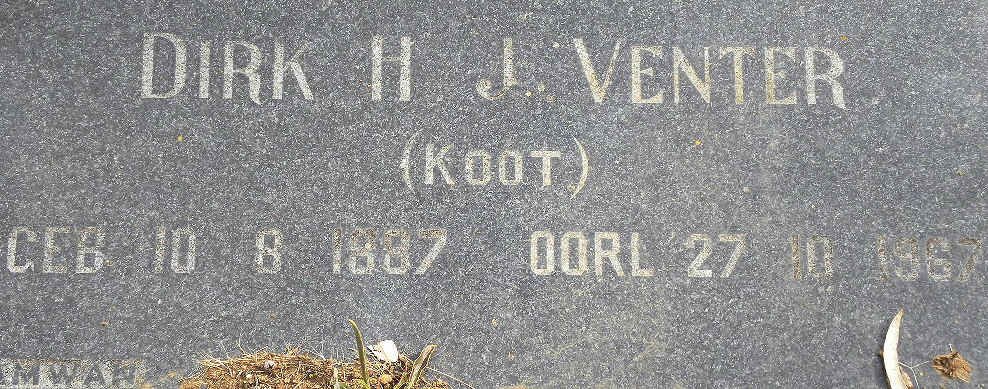 DIRK H J. VENTER
(KOOT)
GEB 10 8 1887 OORL 27 10 1967